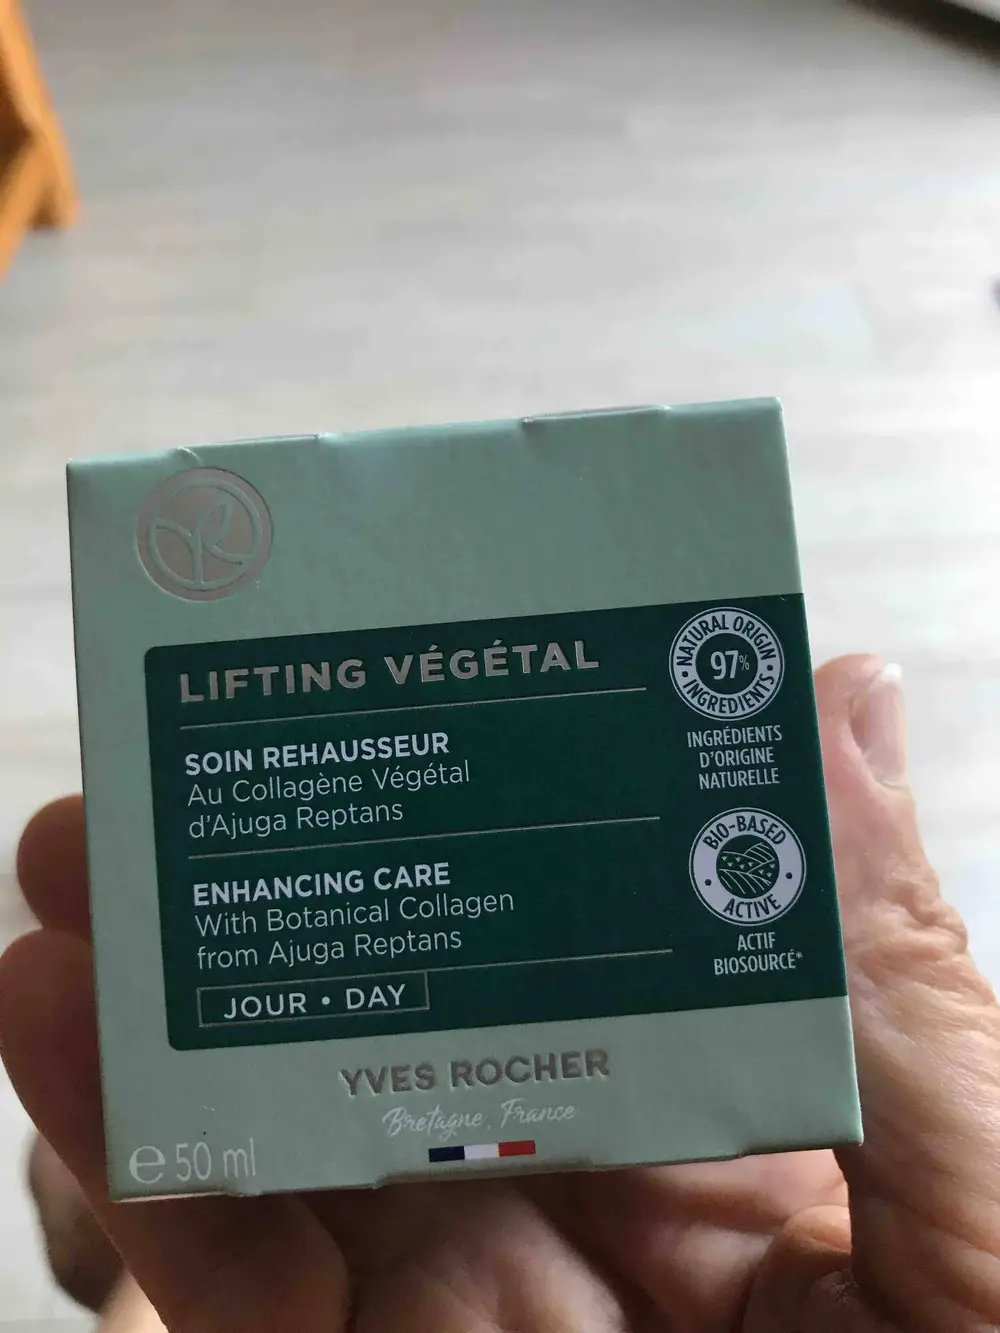 LIFTING VÉGÉTAL
SOIN REHAUSSEUR
Au Collagène Végétal
d'Ajuga Reptans
ENHANCING CARE
With Botanical Collagen
from Ajuga Reptans
JOUR • DAY
NATURAL ORIGIN
97%
• INGREDIENTS •
INGRÉDIENTS
D'ORIGINE
NATURELLE
BIO-BASED
• ACTIVE •
ACTIF
BIOSOURCÉ*
YVES ROCHER
Bretagne, France
e 50 ml